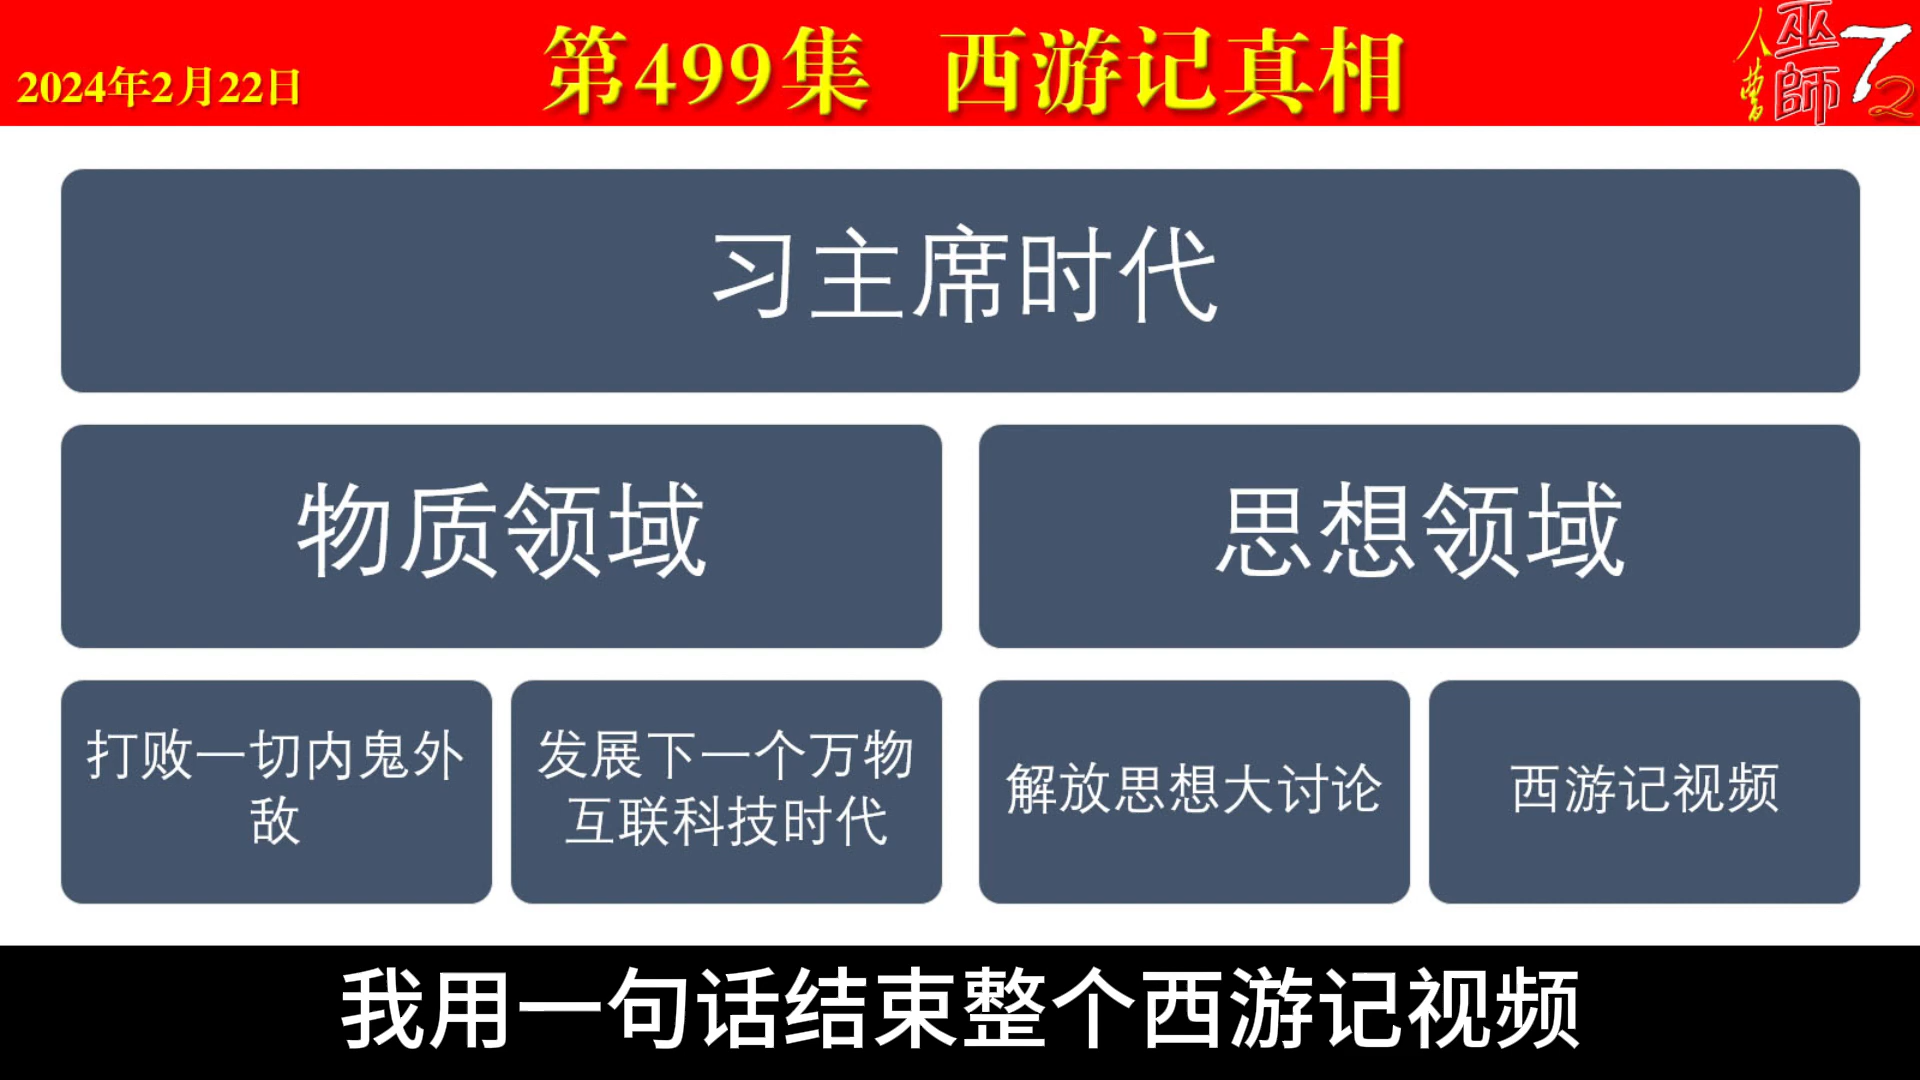 2024年2月22日
第499集 西游记真相
人曹
巫師
72
习主席时代
物质领域
思想领域
打败一切内鬼外
敌
发展下一个万物
互联科技时代
解放思想大讨论
西游记视频
我用一句话结束整个西游记视频